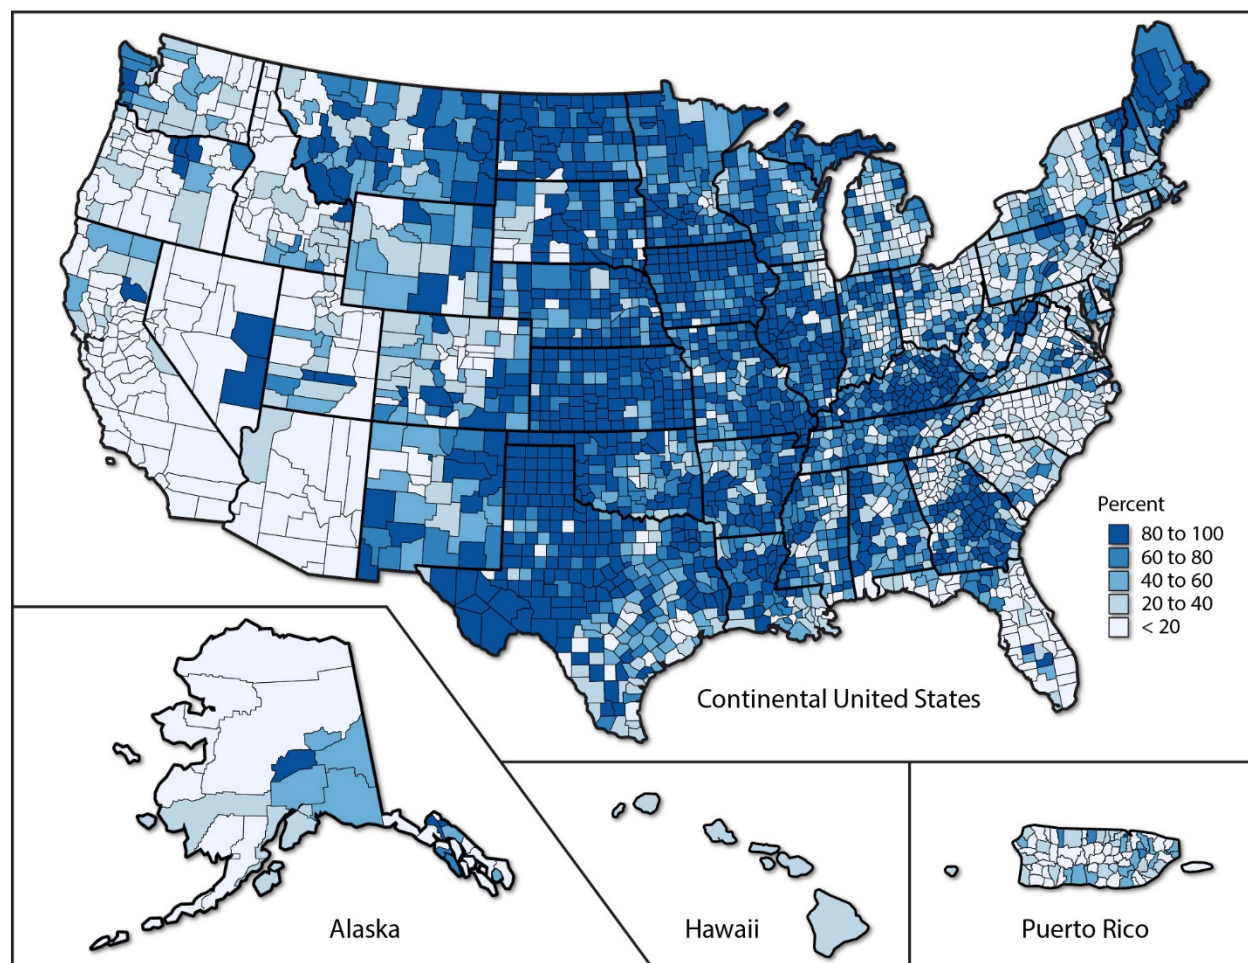 Percent
80 to 100
60 to 80
40 to 60
20 to 40
< 20
Continental United States
Alaska
Hawaii
Puerto Rico